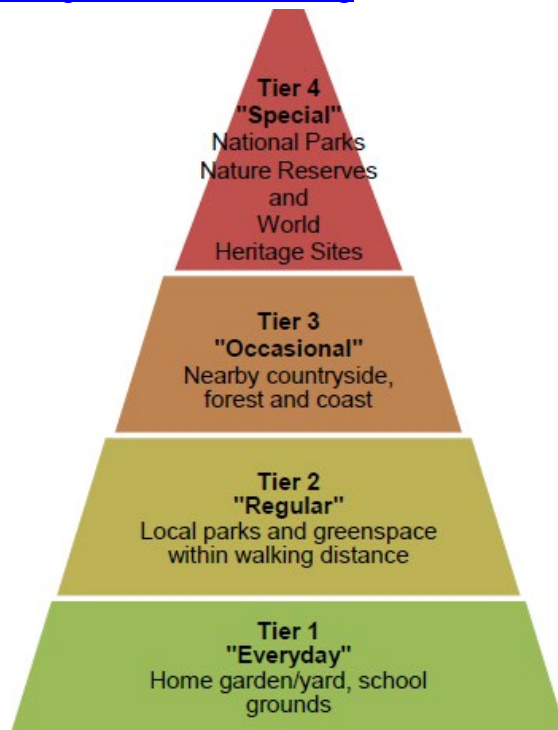 Tier 4
"Special"
National Parks
Nature Reserves
and
World
Heritage Sites
Tier 3
"Occasional"
Nearby countryside,
forest and coast
Tier 2
"Regular"
Local parks and greenspace
within walking distance
Tier 1
"Everyday"
Home garden/yard, school
grounds